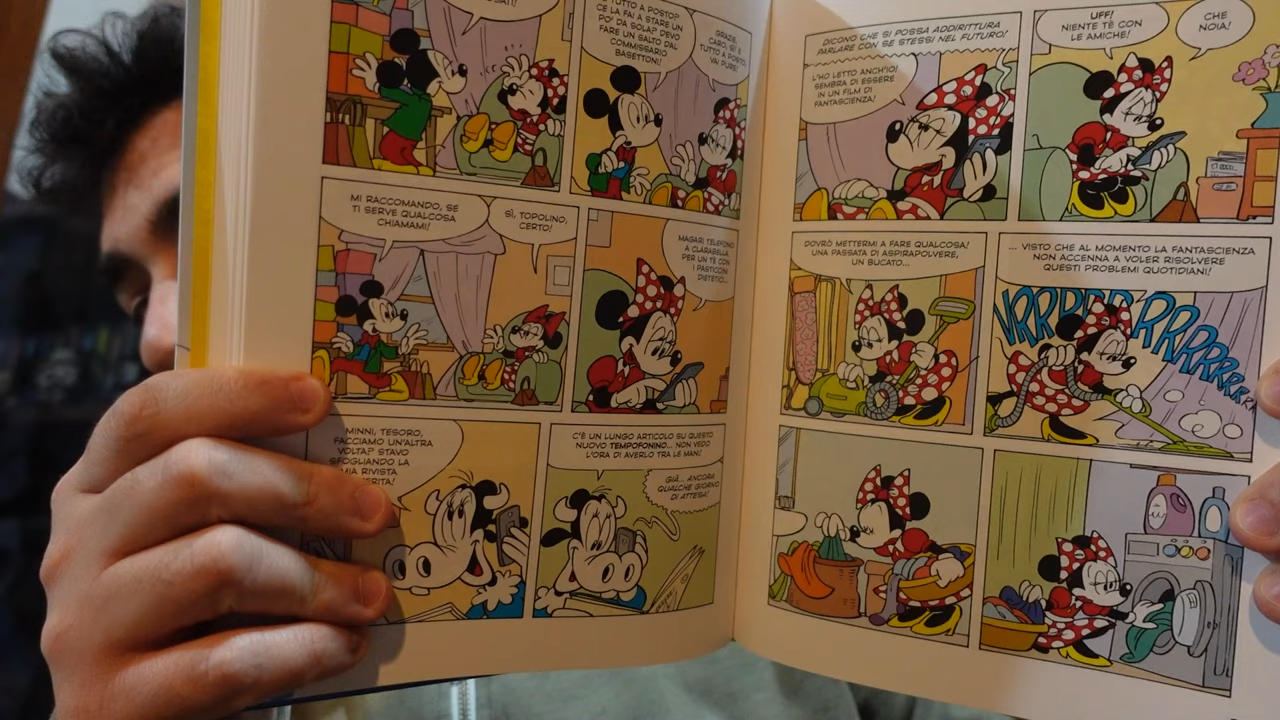 TUTTO A POSTO?
CE LA FAI A STARE UN
PO' DA SOLA? DEVO
FARE UN SALTO DAL
COMMISSARIO
BASETTONI!
GRAZIE,
CARO, SÌ È
TUTTO A POSTO,
VAI PURE!
MI RACCOMANDO, SE
TI SERVE QUALCOSA
CHIAMAMI!
SÌ, TOPOLINO,
CERTO!
MAGARI TELEFONO
A CLARABELLA,
PER UN TÈ CON
I PASTICCINI
DIETETICI...
MINNI, TESORO,
FACCIAMO UN'ALTRA
VOLTA? STAVO
SFOGLIANDO LA
MIA RIVISTA
C'È UN LUNGO ARTICOLO SU QUESTO
NUOVO TEMPOFONINO... NON VEDO
L'ORA DI AVERLO TRA LE MANI!
GIÀ... ANCORA
QUALCHE GIORNO
DI ATTESA!
DICONO CHE SI POSSA ADDIRITTURA
PARLARE CON SE STESSI NEL FUTURO!
L'HO LETTO ANCH'IO!
SEMBRA DI ESSERE
IN UN FILM DI
FANTASCIENZA!
UFF!
NIENTE TÈ CON
LE AMICHE!
CHE
NOIA!
DOVRÒ METTERMI A FARE QUALCOSA!
UNA PASSATA DI ASPIRAPOLVERE,
UN BUCATO...
... VISTO CHE AL MOMENTO LA FANTASCIENZA
NON ACCENNA A VOLER RISOLVERE
QUESTI PROBLEMI QUOTIDIANI!